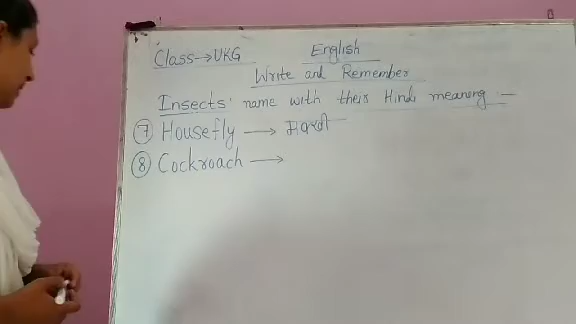 Class→UKG English
Write and Remember
Insects' name with their Hindi meaning :-
⑦ Housefly → मक्खी
⑧ Cockroach →